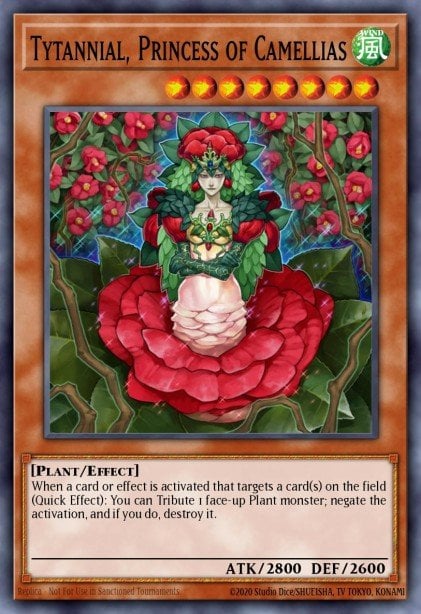 Tytannial, Princess of Camellias
WIND
風
[Plant/Effect]
When a card or effect is activated that targets a card(s) on the field
(Quick Effect): You can Tribute 1 face-up Plant monster; negate the
activation, and if you do, destroy it.
ATK/2800 DEF/2600
Replica - Not For Use in Sanctioned Tournaments
©2020 Studio Dice/SHUEISHA, TV TOKYO, KONAMI